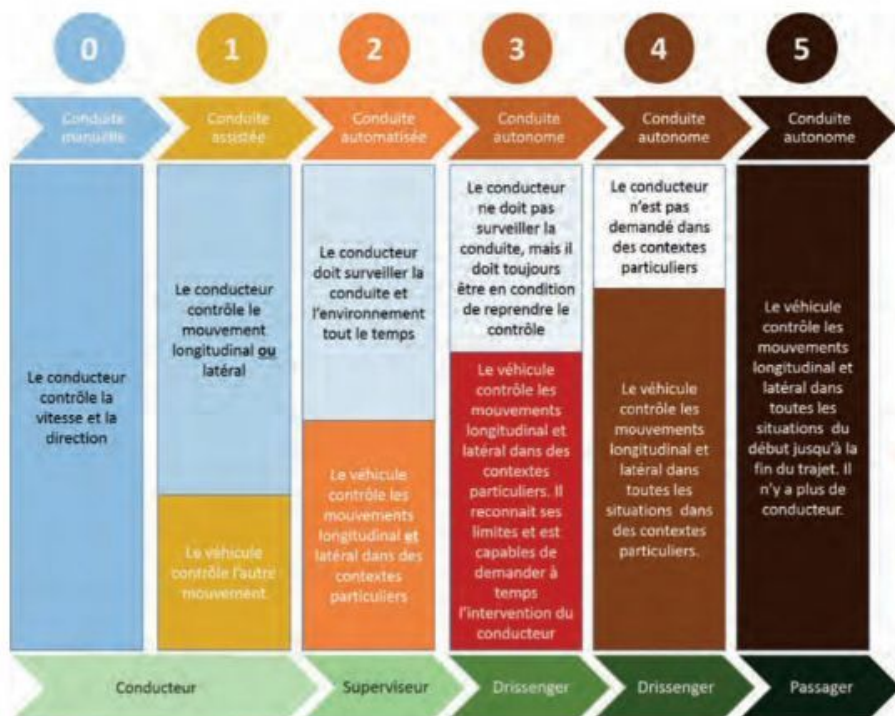 0
1
2
3
4
5
Conduite
manuelle
Conduite
assistée
Conduite
automatisée
Conduite
autonome
Conduite
autonome
Conduite
autonome
Le conducteur
contrôle la
vitesse et la
direction
Le conducteur
contrôle le
mouvement
longitudinal ou
latéral
Le véhicule
contrôle l'autre
mouvement.
Le conducteur
doit surveiller la
conduite et
l'environnement
tout le temps
Le véhicule
contrôle les
mouvements
longitudinal et
latéral dans des
contextes
particuliers
Le conducteur
ne doit pas
surveiller la
conduite, mais il
doit toujours
être en condition
de reprendre le
contrôle
Le véhicule
contrôle les
mouvements
longitudinal et
latéral dans des
contextes
particuliers. Il
reconnait ses
limites et est
capables de
demander à
temps
l'intervention du
conducteur
Le conducteur
n'est pas
demandé dans
des contextes
particuliers
Le véhicule
contrôle les
mouvements
longitudinal et
latéral dans
toutes les
situations dans
des contextes
particuliers.
Le véhicule
contrôle les
mouvements
longitudinal et
latéral dans
toutes les
situations du
début jusqu'à la
fin du trajet. Il
n'y a plus de
conducteur.
Conducteur
Superviseur
Drissenger
Drissenger
Passager